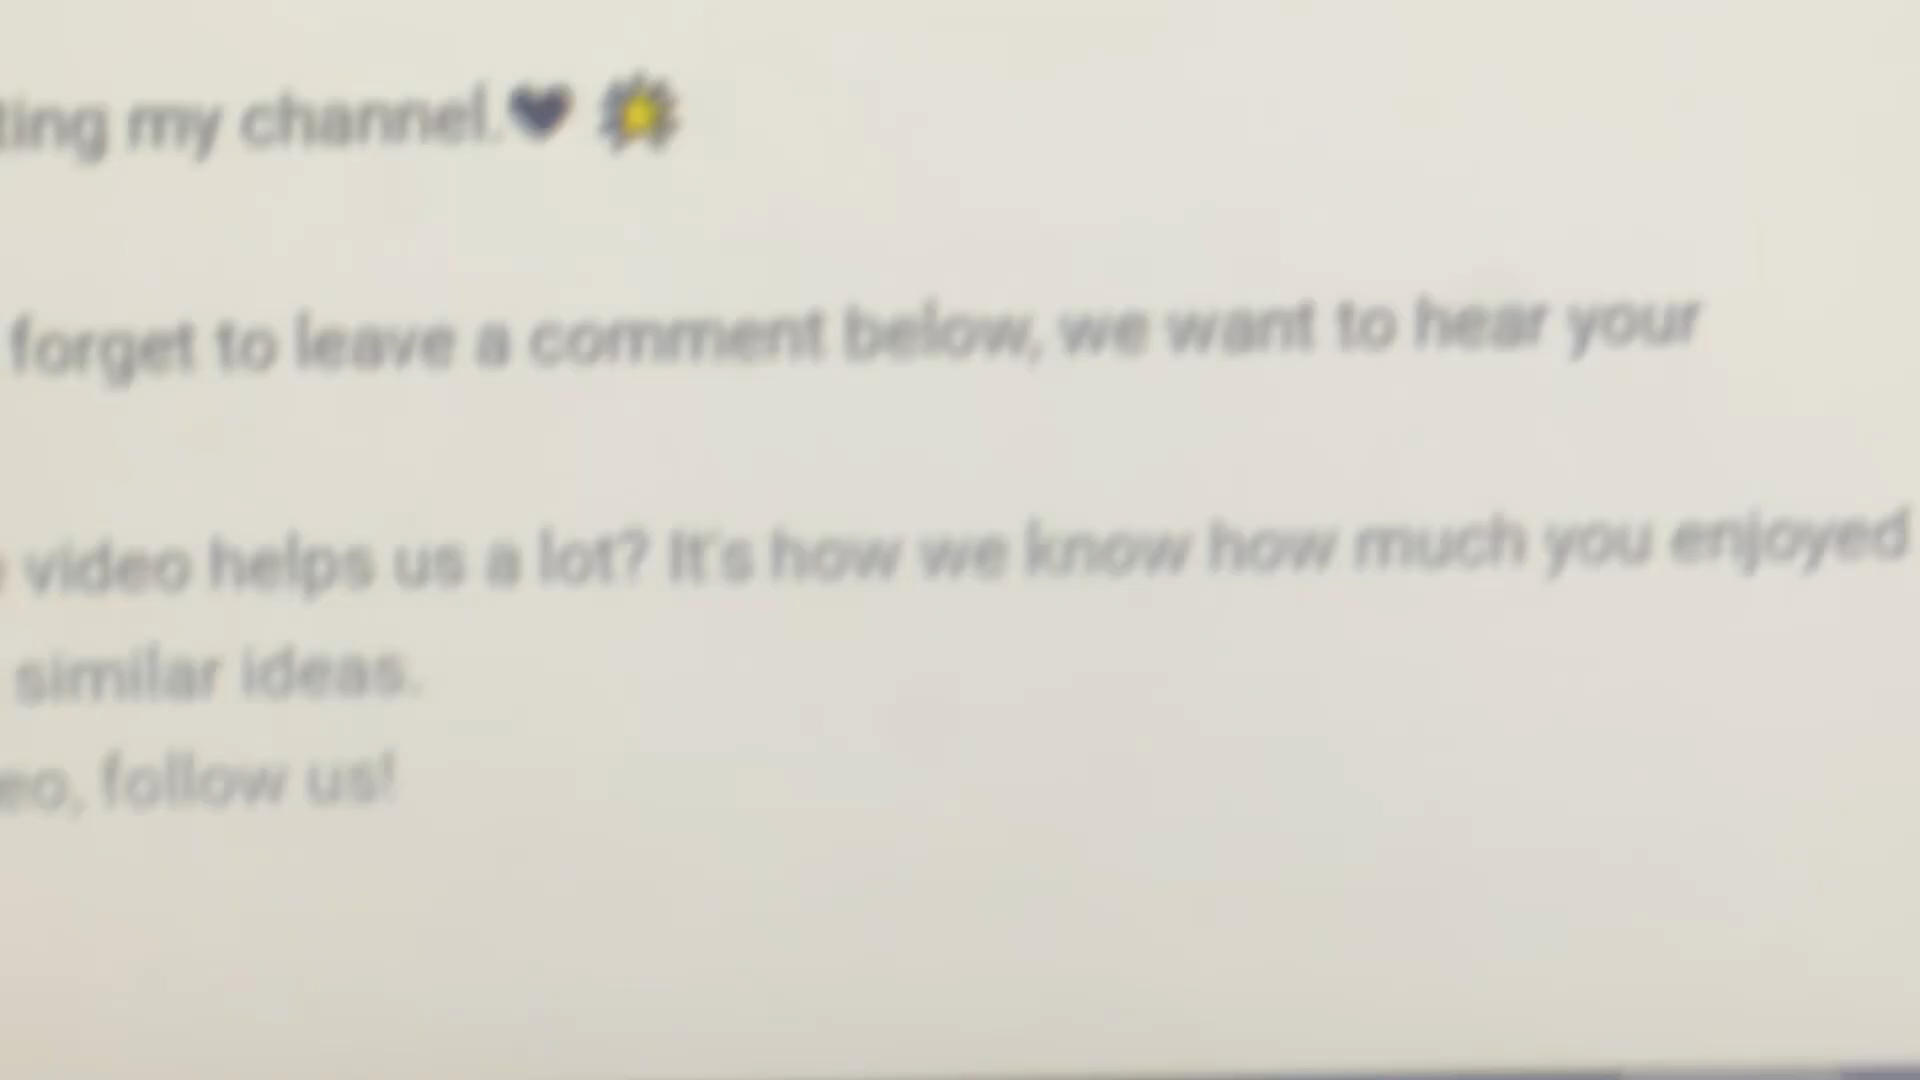 ting my channel.🖤 🌟
forget to leave a comment below, we want to hear your
video helps us a lot? It's how we know how much you enjoyed
similar ideas.
eo, follow us!